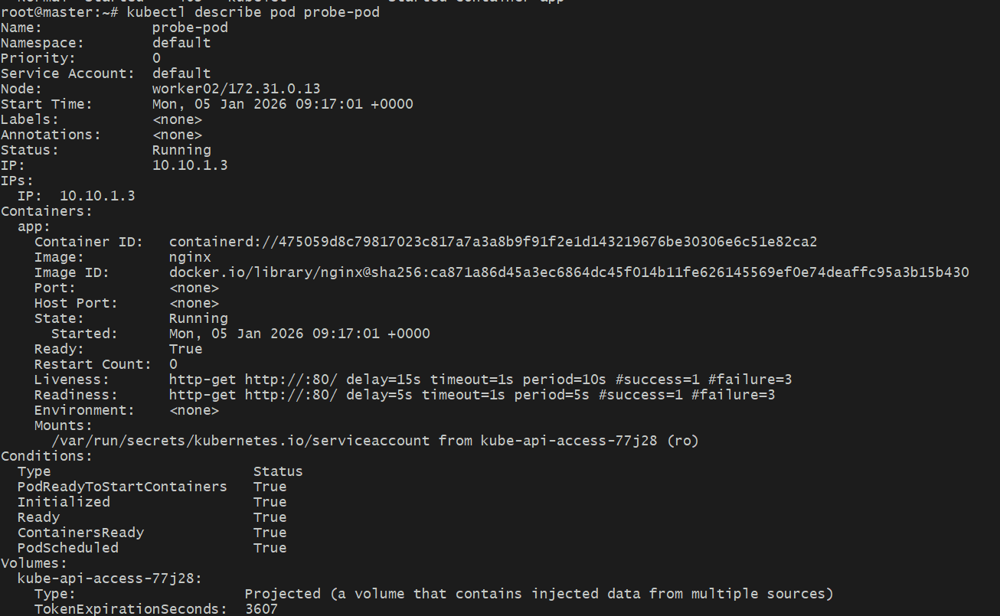 Normal  Started    40s   kubelet            Started container app
root@master:~# kubectl describe pod probe-pod
Name:             probe-pod
Namespace:        default
Priority:         0
Service Account:  default
Node:             worker02/172.31.0.13
Start Time:       Mon, 05 Jan 2026 09:17:01 +0000
Labels:           <none>
Annotations:      <none>
Status:           Running
IP:               10.10.1.3
IPs:
  IP:  10.10.1.3
Containers:
  app:
    Container ID:   containerd://475059d8c79817023c817a7a3a8b9f91f2e1d143219676be30306e6c51e82ca2
    Image:          nginx
    Image ID:       docker.io/library/nginx@sha256:ca871a86d45a3ec6864dc45f014b11fe626145569ef0e74deaffc95a3b15b430
    Port:           <none>
    Host Port:      <none>
    State:          Running
      Started:      Mon, 05 Jan 2026 09:17:01 +0000
    Ready:          True
    Restart Count:  0
    Liveness:       http-get http://:80/ delay=15s timeout=1s period=10s #success=1 #failure=3
    Readiness:      http-get http://:80/ delay=5s timeout=1s period=5s #success=1 #failure=3
    Environment:    <none>
    Mounts:
      /var/run/secrets/kubernetes.io/serviceaccount from kube-api-access-77j28 (ro)
Conditions:
  Type                        Status
  PodReadyToStartContainers   True
  Initialized                 True
  Ready                       True
  ContainersReady             True
  PodScheduled                True
Volumes:
  kube-api-access-77j28:
    Type:                    Projected (a volume that contains injected data from multiple sources)
    TokenExpirationSeconds:  3607